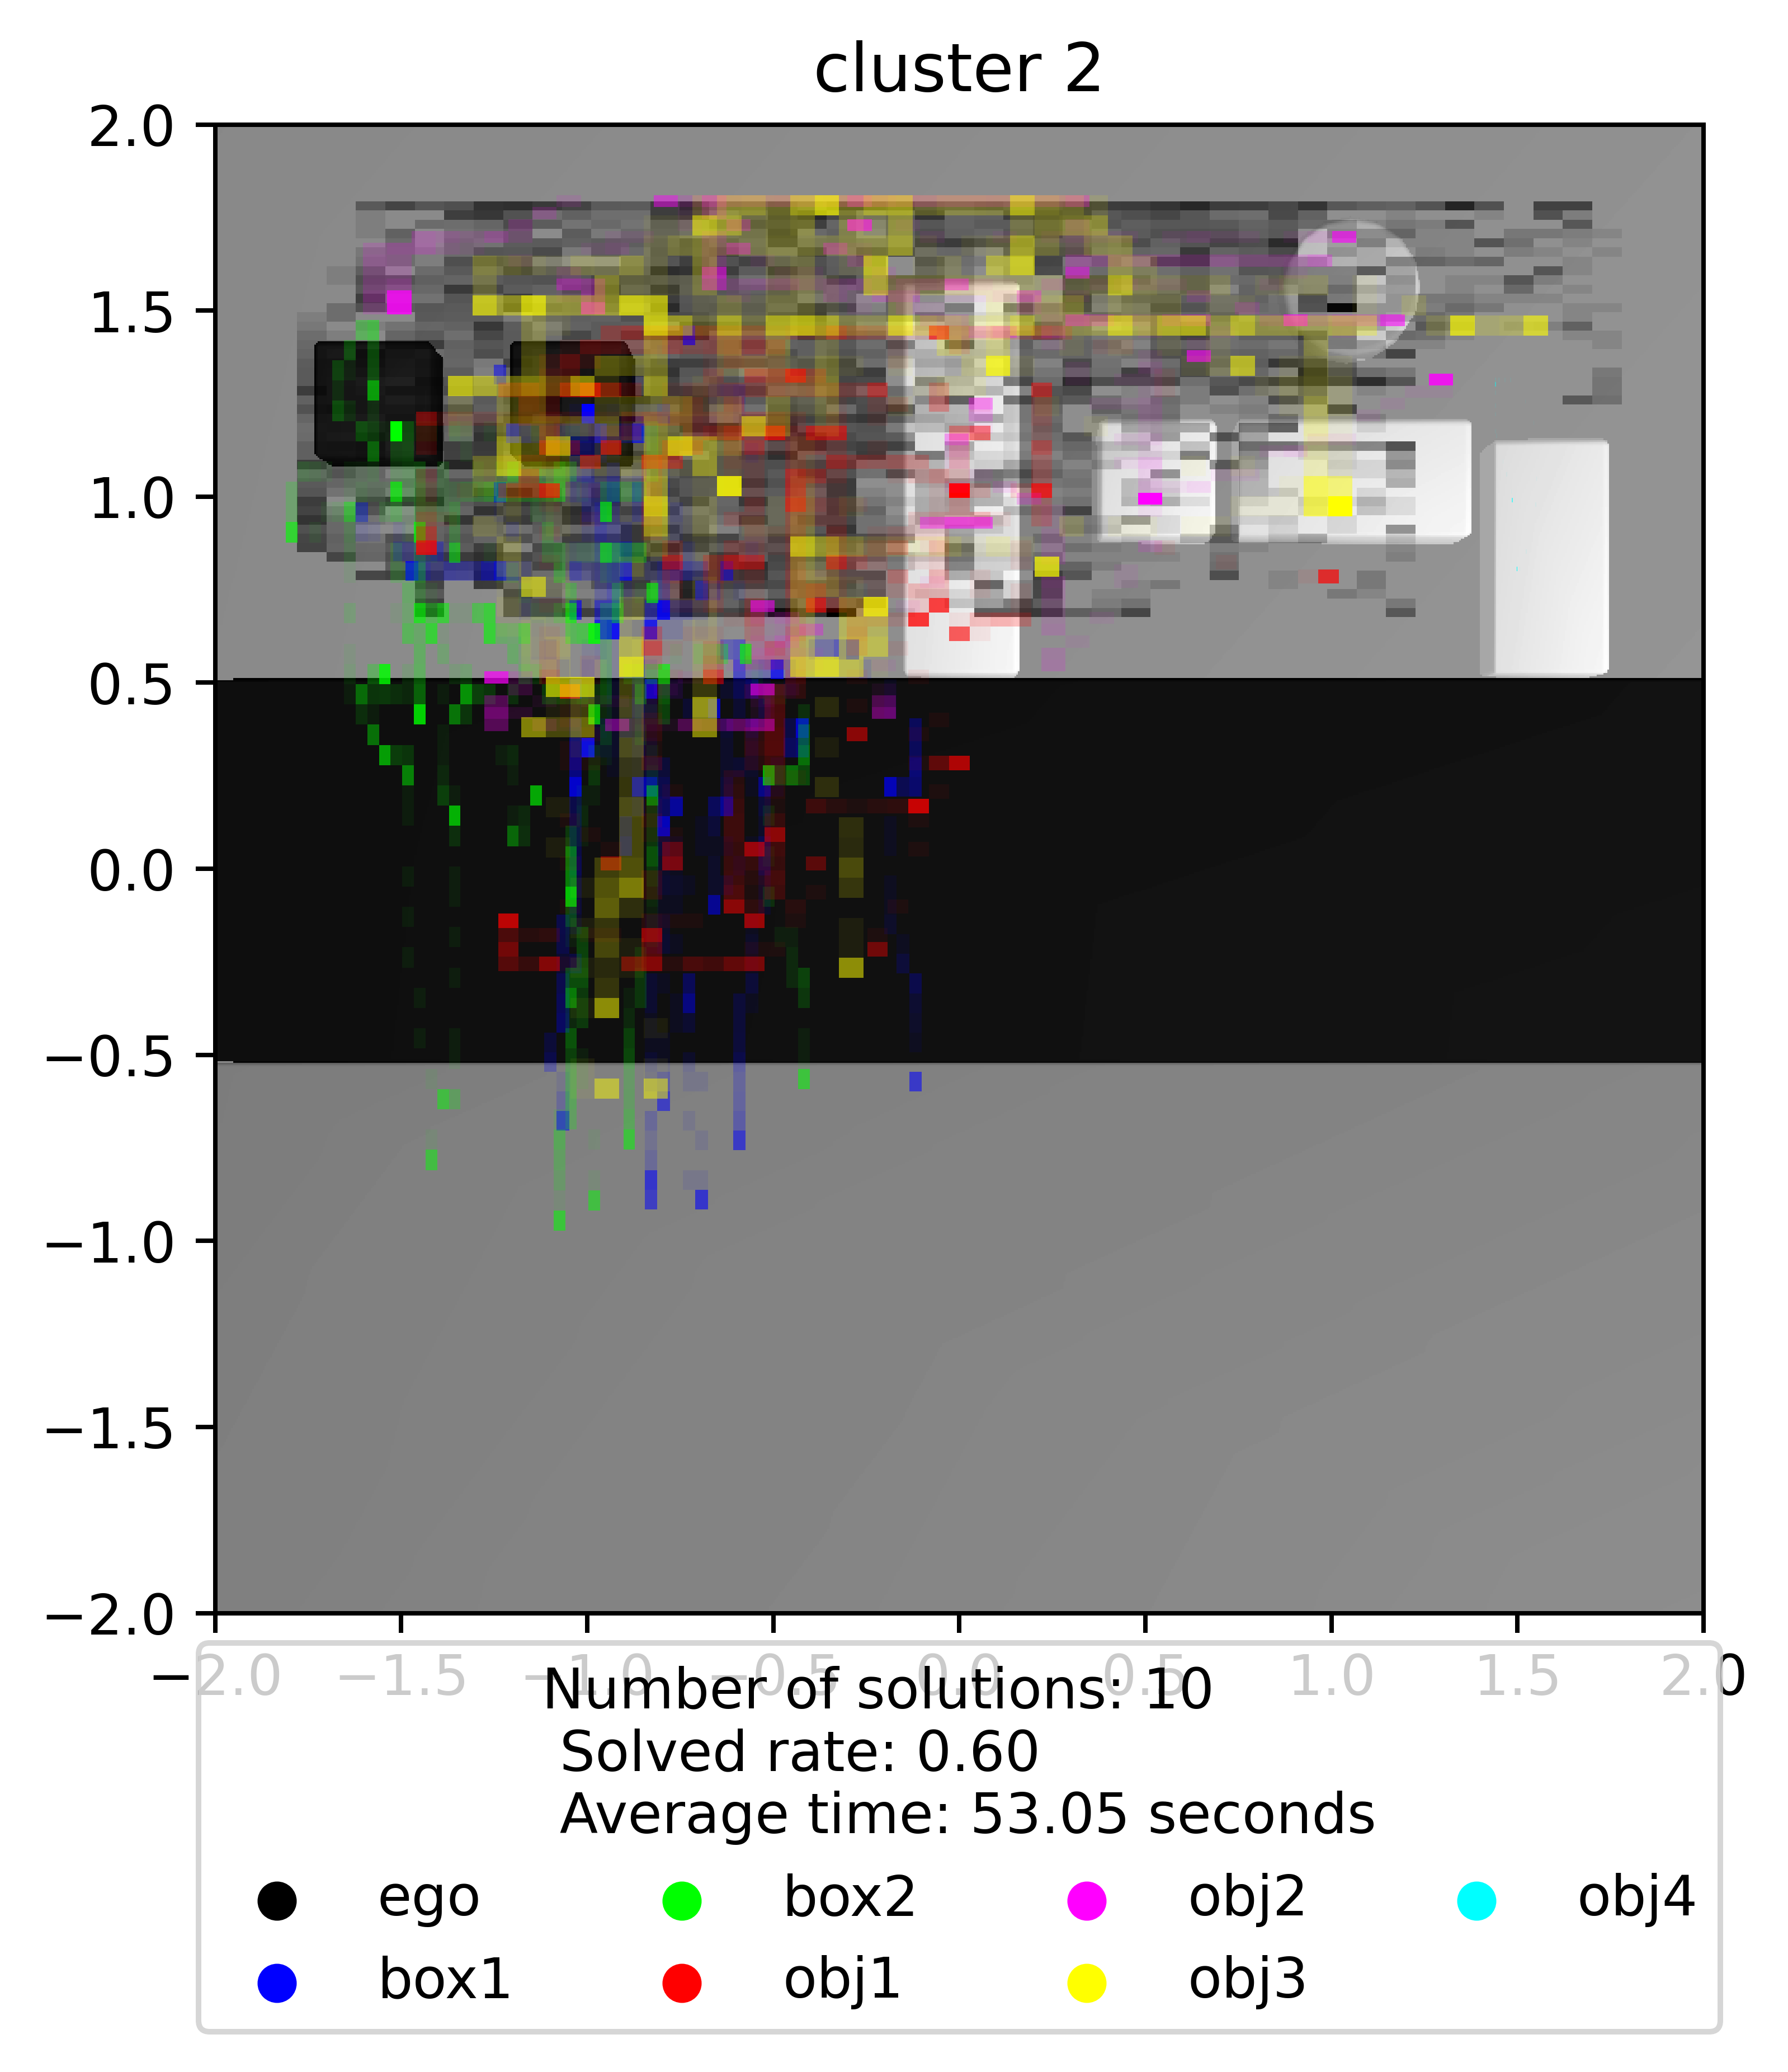 cluster 2
2.0
1.5
1.0
0.5
0.0
−0.5
−1.0
−1.5
−2.0
−2.0 −1.5 −1.0 −0.5 0.0 0.5 1.0 1.5 2.0
Number of solutions: 10
Solved rate: 0.60
Average time: 53.05 seconds
ego box2 obj2 obj4
box1 obj1 obj3